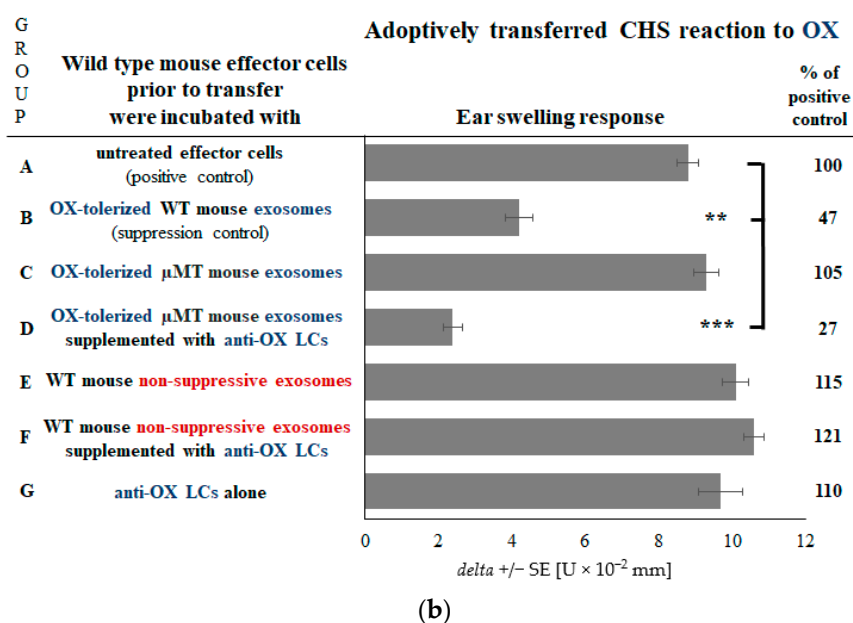 GROUP
Adoptively transferred CHS reaction to OX
Wild type mouse effector cells
prior to transfer
were incubated with
Ear swelling response
% of
positive
control
A
untreated effector cells
(positive control)
100
B
OX-tolerized WT mouse exosomes
(suppression control)
**
47
C
OX-tolerized µMT mouse exosomes
105
D
OX-tolerized µMT mouse exosomes
supplemented with anti-OX LCs
***
27
E
WT mouse non-suppressive exosomes
115
F
WT mouse non-suppressive exosomes
supplemented with anti-OX LCs
121
G
anti-OX LCs alone
110
0 2 4 6 8 10 12
delta +/− SE [U × 10⁻² mm]
(b)